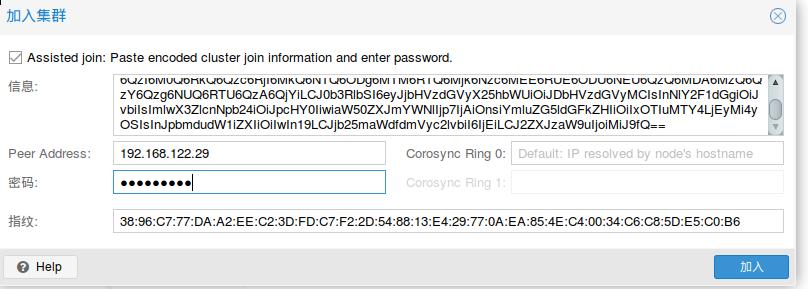 加入集群
Assisted join: Paste encoded cluster join information and enter password.
信息:
zY6Qzg6NUQ6RTU6QzA6QjYiLCJ0b3RlbSI6eyJjbHVzdGVyX25hbWUiOiJDbHVzdGVyMCIsInNlY2F1dGgiOiJ
vbiIsImlwX3ZlcnNpb24iOiJpcHY0IiwiaW50ZXJmYWNlIjp7IjAiOnsiYmluZG5ldGFkZHIiOiIxOTIuMTY4LjEyMi4y
OSIsInJpbmdudW1iZXIiOiIwIn19LCJjb25maWdfdmVyc2lvbiI6IjEiLCJ2ZXJzaW9uIjoiMiJ9fQ==
Peer Address: 192.168.122.29 Corosync Ring 0: Default: IP resolved by node's hostname
密码: ●●●●●●●●● Corosync Ring 1:
指纹: 38:96:C7:77:DA:A2:EE:C2:3D:FD:C7:F2:2D:54:88:13:E4:29:77:0A:EA:85:4E:C4:00:34:C6:C8:5D:E5:C0:B6
Help 加入